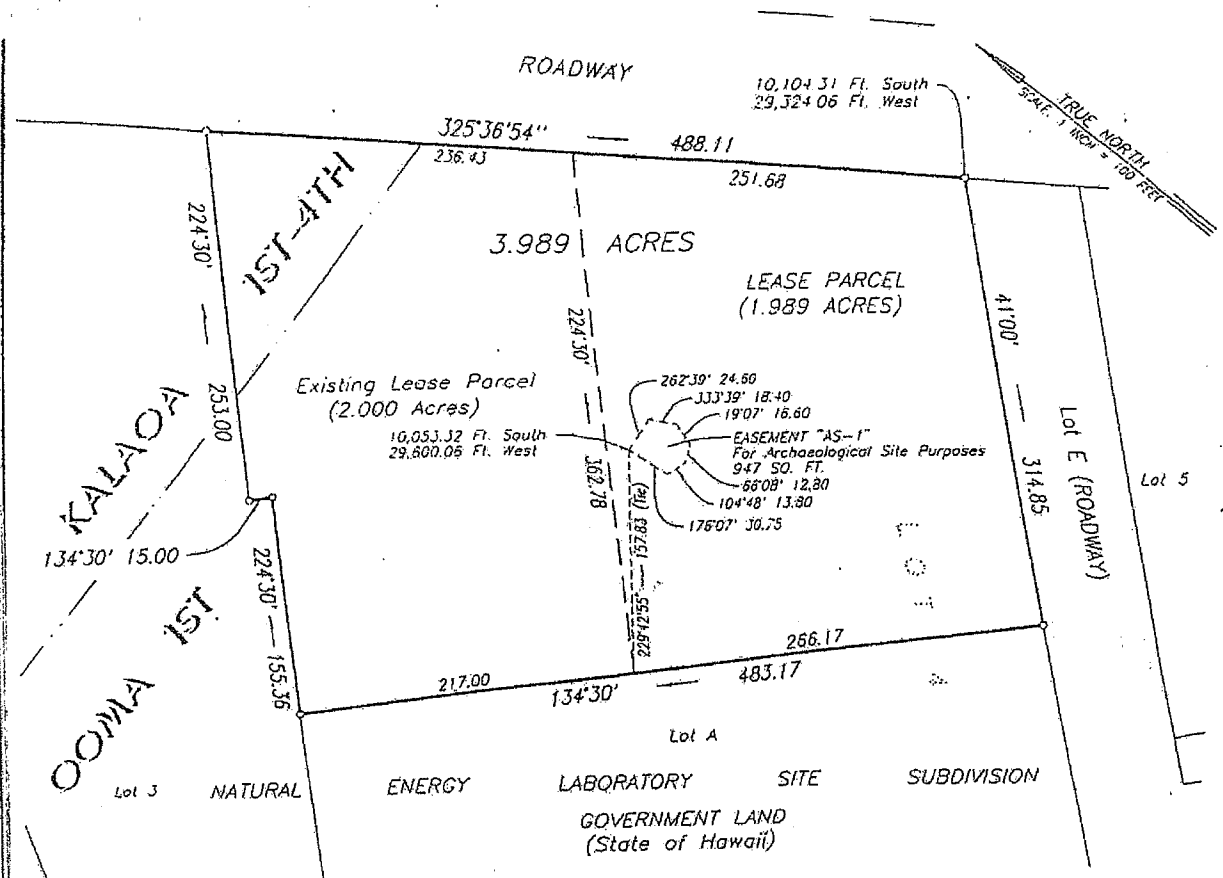 ROADWAY
10,104.31 Ft. South
29,324.06 Ft. West
TRUE NORTH
SCALE: 1 INCH = 100 FEET
325°36'54"
488.11
236.43
251.68
224°30'
253.00
1ST-4TH
KALAOA
3.989 ACRES
LEASE PARCEL
(1.989 ACRES)
41°00'
314.85
Existing Lease Parcel
(2.000 Acres)
10,053.32 Ft. South
29,600.06 Ft. West
224°30'
362.78
262°39' 24.60
333°39' 18.40
19°07' 16.60
EASEMENT "AS-1"
For Archaeological Site Purposes
947 SQ. FT.
66°08' 12.80
104°48' 13.80
176°07' 30.75
229°42'55" 157.83 (Tie)
Lot E (ROADWAY)
Lot 5
134°30' 15.00
224°30'
155.36
OOMA 1ST
217.00
266.17
134°30'
483.17
Lot A
Lot 3 NATURAL ENERGY LABORATORY SITE SUBDIVISION
GOVERNMENT LAND
(State of Hawaii)